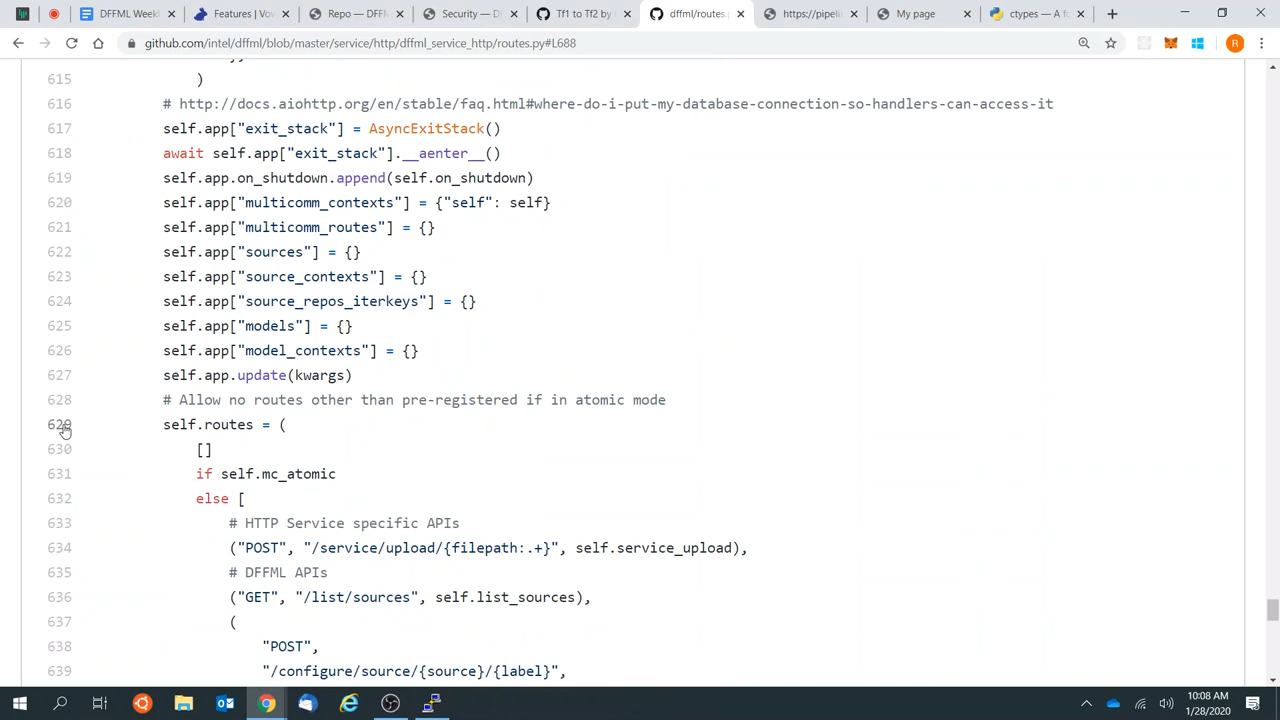 DFFML Weekl
Features | Vow
Repo — DFFM
Security — DF
Tf1 to Tf2 by
dffml/routes.p
https://pipelin
My page
ctypes — A fo
github.com/intel/dffml/blob/master/service/http/dffml_service_http/routes.py#L688
R
615 )
616 # http://docs.aiohttp.org/en/stable/faq.html#where-do-i-put-my-database-connection-so-handlers-can-access-it
617 self.app["exit_stack"] = AsyncExitStack()
618 await self.app["exit_stack"].__aenter__()
619 self.app.on_shutdown.append(self.on_shutdown)
620 self.app["multicomm_contexts"] = {"self": self}
621 self.app["multicomm_routes"] = {}
622 self.app["sources"] = {}
623 self.app["source_contexts"] = {}
624 self.app["source_repos_iterkeys"] = {}
625 self.app["models"] = {}
626 self.app["model_contexts"] = {}
627 self.app.update(kwargs)
628 # Allow no routes other than pre-registered if in atomic mode
629 self.routes = (
630 []
631 if self.mc_atomic
632 else [
633 # HTTP Service specific APIs
634 ("POST", "/service/upload/{filepath:.+}", self.service_upload),
635 # DFFML APIs
636 ("GET", "/list/sources", self.list_sources),
637 (
638 "POST",
639 "/configure/source/{source}/{label}",
10:08 AM
1/28/2020